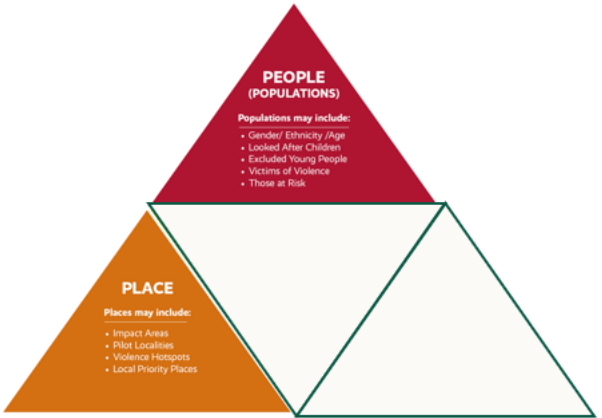 PEOPLE
(POPULATIONS)
Populations may include:
• Gender/ Ethnicity /Age
• Looked After Children
• Excluded Young People
• Victims of Violence
• Those at Risk
PLACE
Places may include:
• Impact Areas
• Pilot Localities
• Violence Hotspots
• Local Priority Places